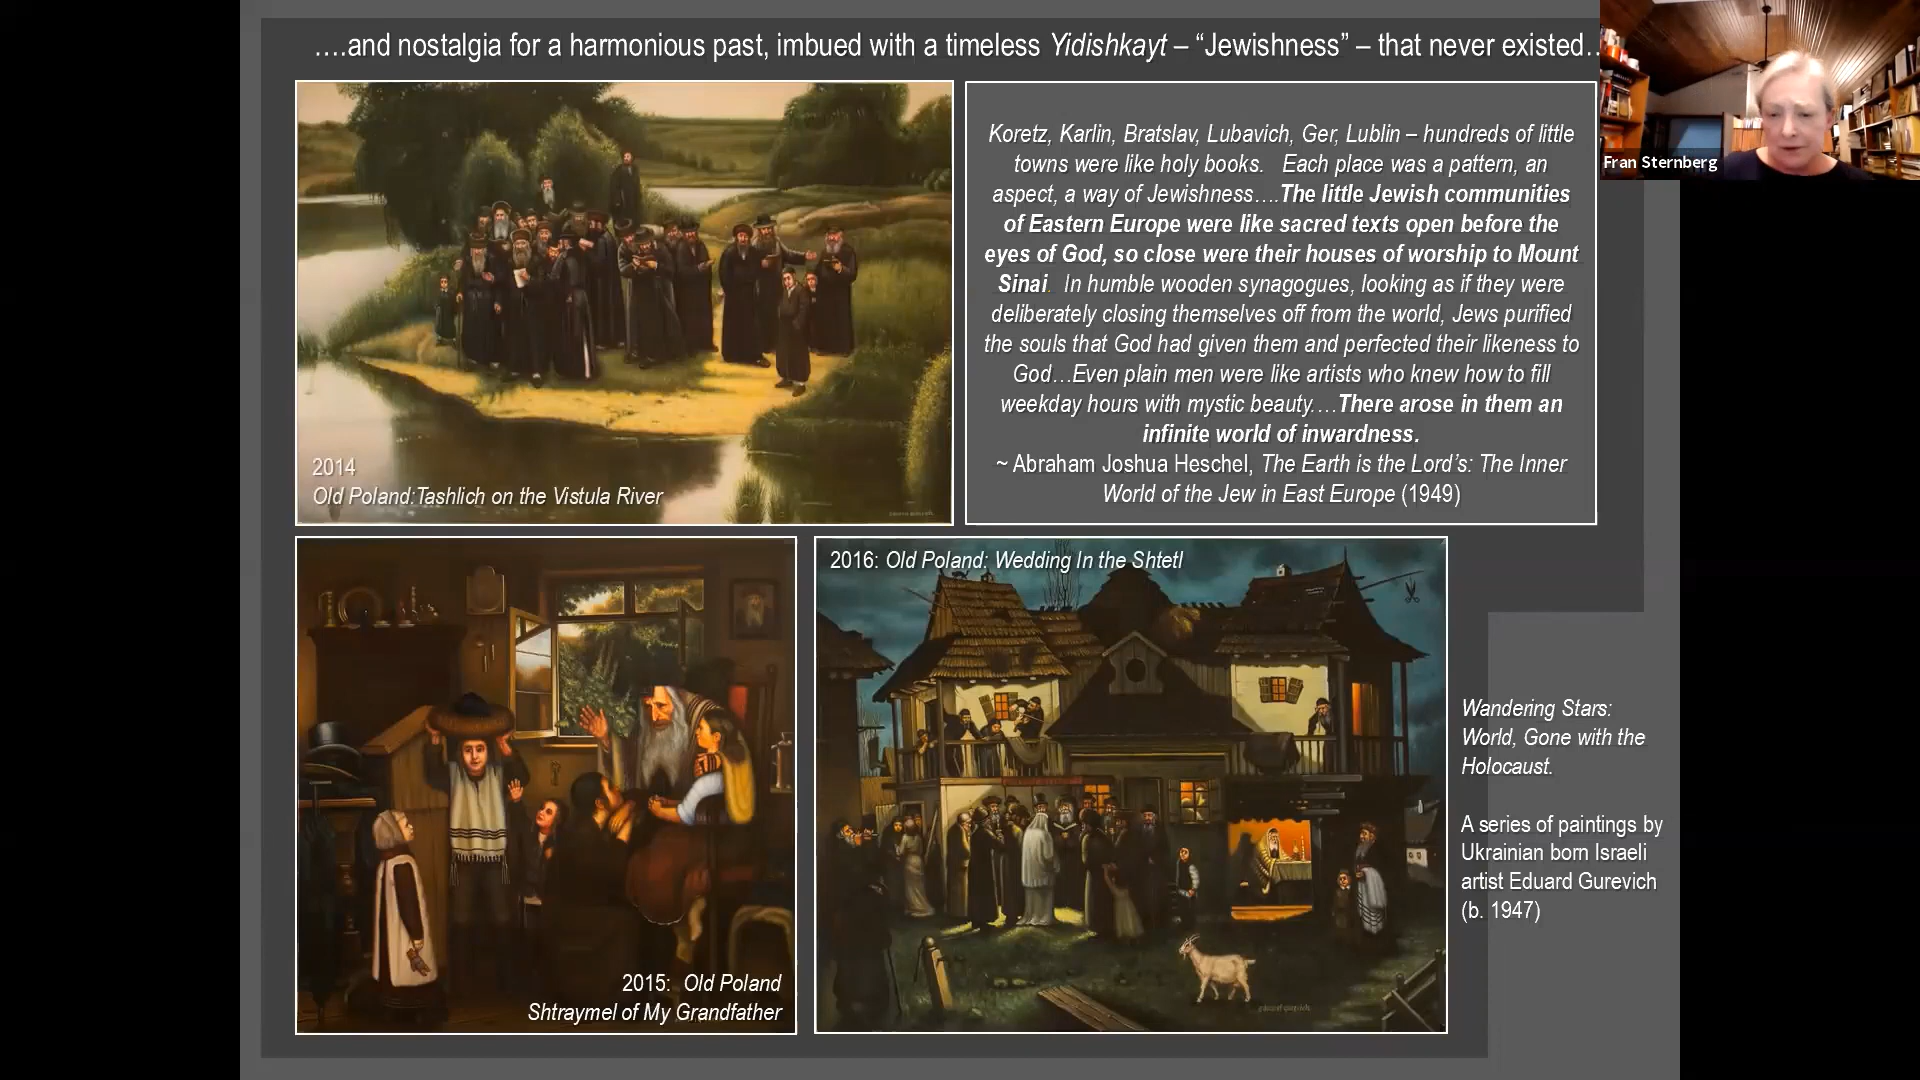 ….and nostalgia for a harmonious past, imbued with a timeless Yidishkayt – “Jewishness” – that never existed..
Fran Sternberg
Koretz, Karlin, Bratslav, Lubavich, Ger, Lublin – hundreds of little
towns were like holy books. Each place was a pattern, an
aspect, a way of Jewishness….The little Jewish communities
of Eastern Europe were like sacred texts open before the
eyes of God, so close were their houses of worship to Mount
Sinai. In humble wooden synagogues, looking as if they were
deliberately closing themselves off from the world, Jews purified
the souls that God had given them and perfected their likeness to
God…Even plain men were like artists who knew how to fill
weekday hours with mystic beauty.…There arose in them an
infinite world of inwardness.
~ Abraham Joshua Heschel, The Earth is the Lord’s: The Inner
World of the Jew in East Europe (1949)
2014
Old Poland:Tashlich on the Vistula River
2015: Old Poland
Shtraymel of My Grandfather
2016: Old Poland: Wedding In the Shtetl
Wandering Stars:
World, Gone with the
Holocaust.
A series of paintings by
Ukrainian born Israeli
artist Eduard Gurevich
(b. 1947)